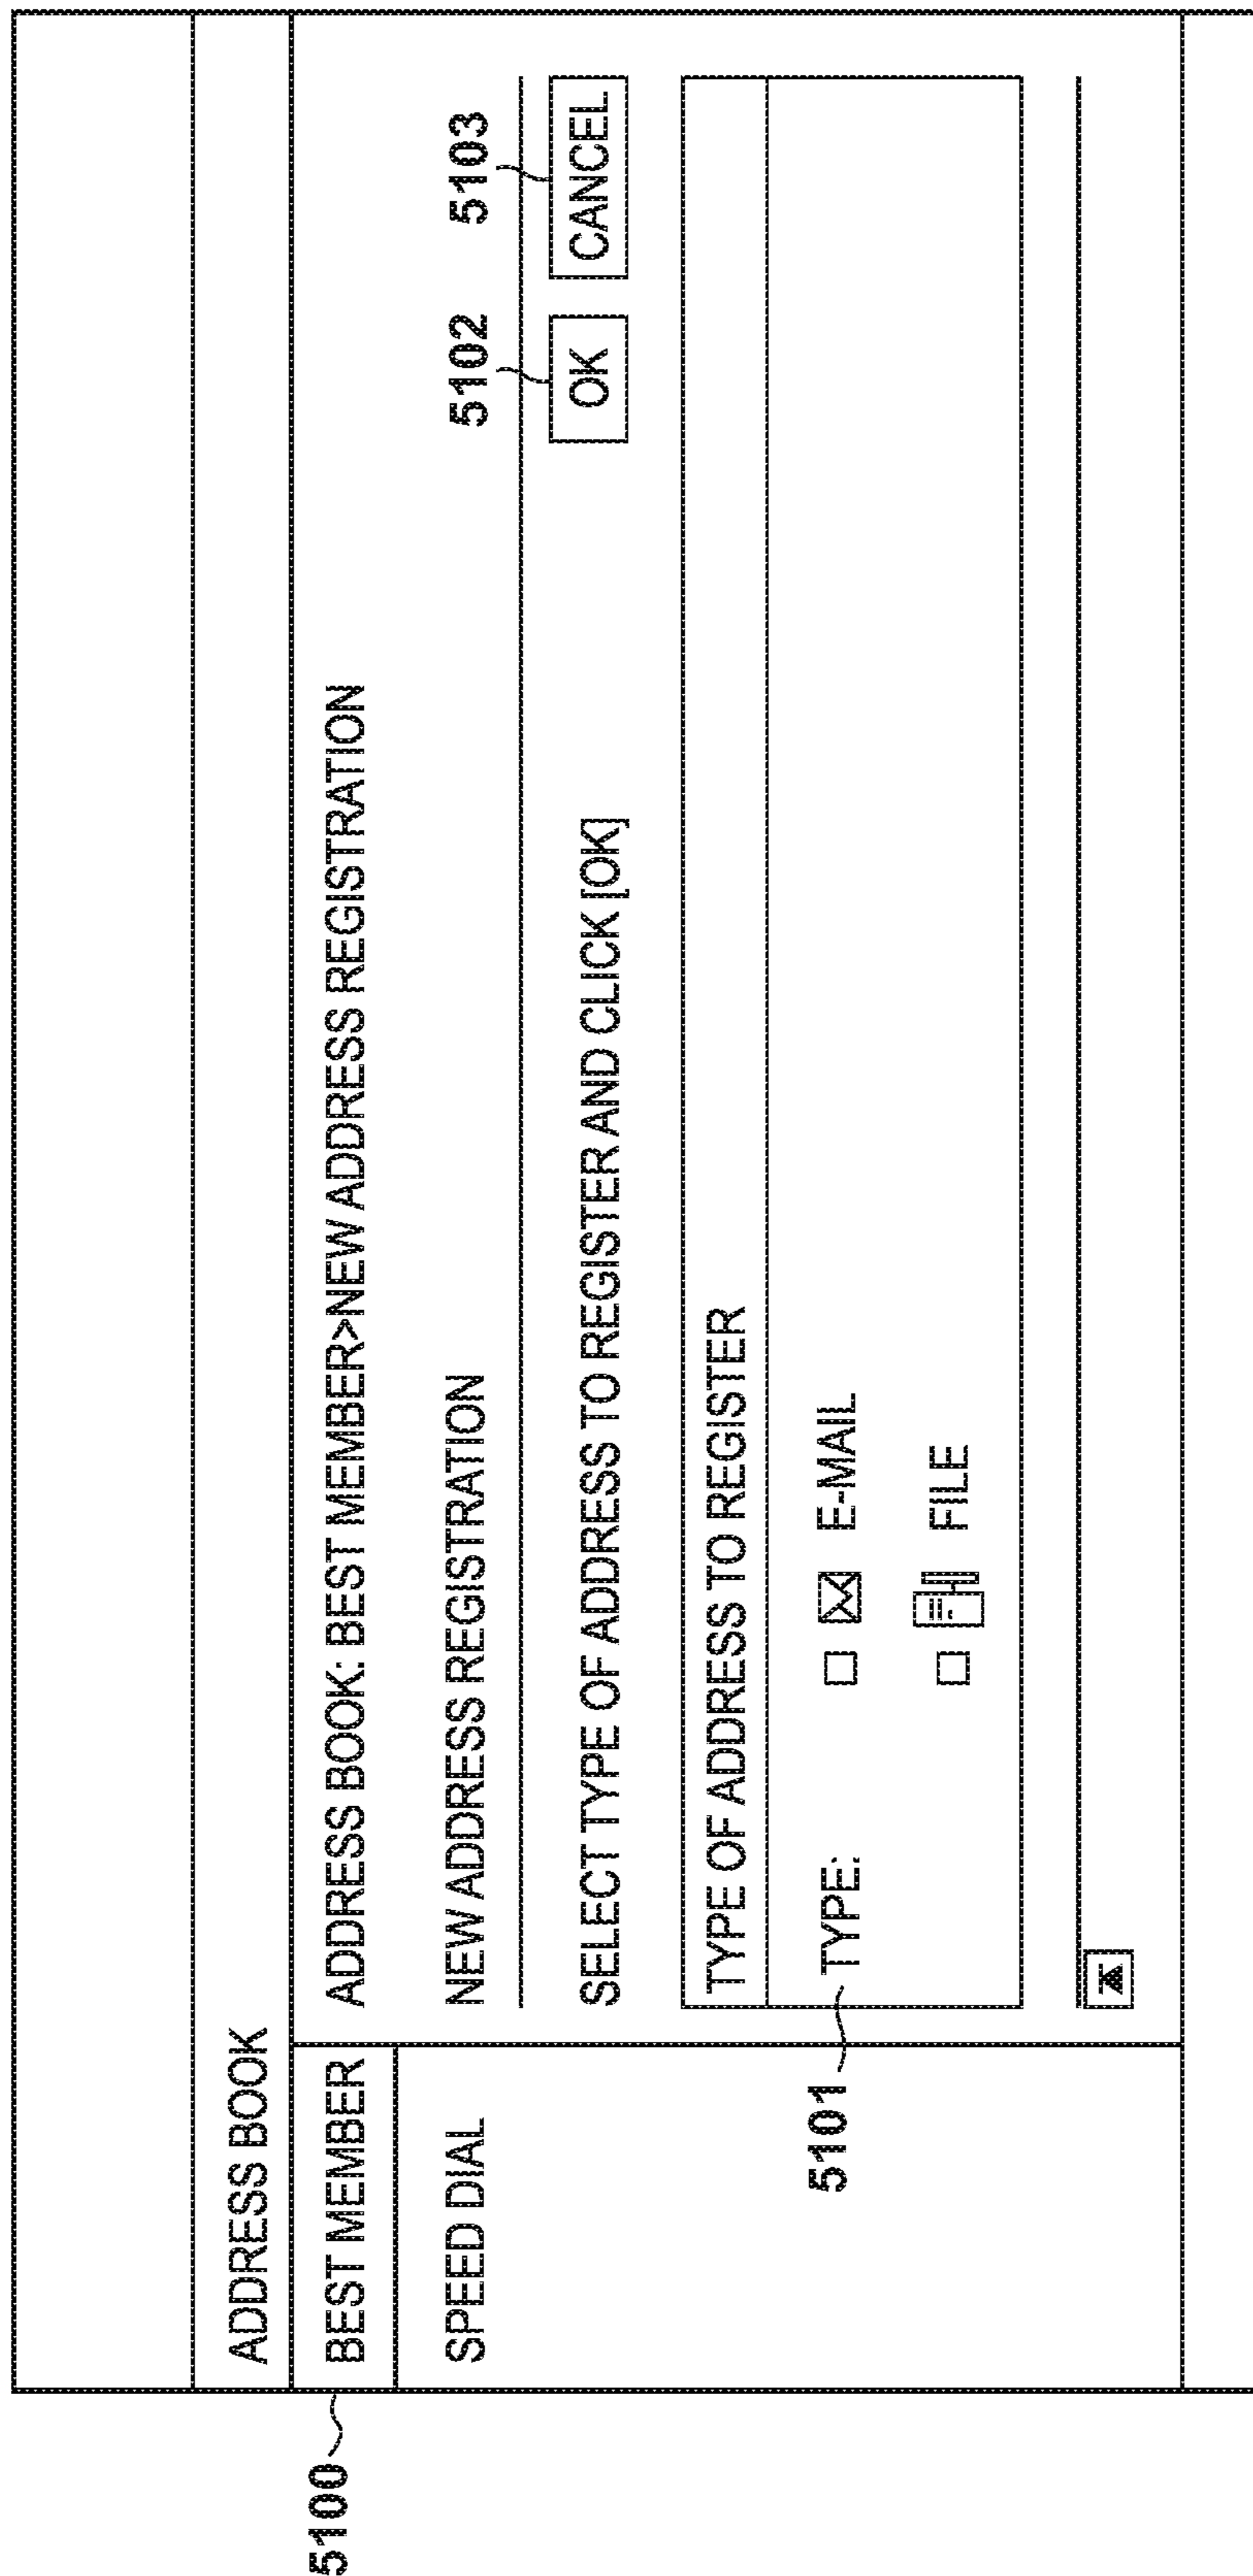 ADDRESS BOOK
5100
BEST MEMBER
ADDRESS BOOK: BEST MEMBER>NEW ADDRESS REGISTRATION
SPEED DIAL
NEW ADDRESS REGISTRATION
5102
5103
SELECT TYPE OF ADDRESS TO REGISTER AND CLICK [OK]
OK
CANCEL
TYPE OF ADDRESS TO REGISTER
5101
TYPE:
E-MAIL
FILE